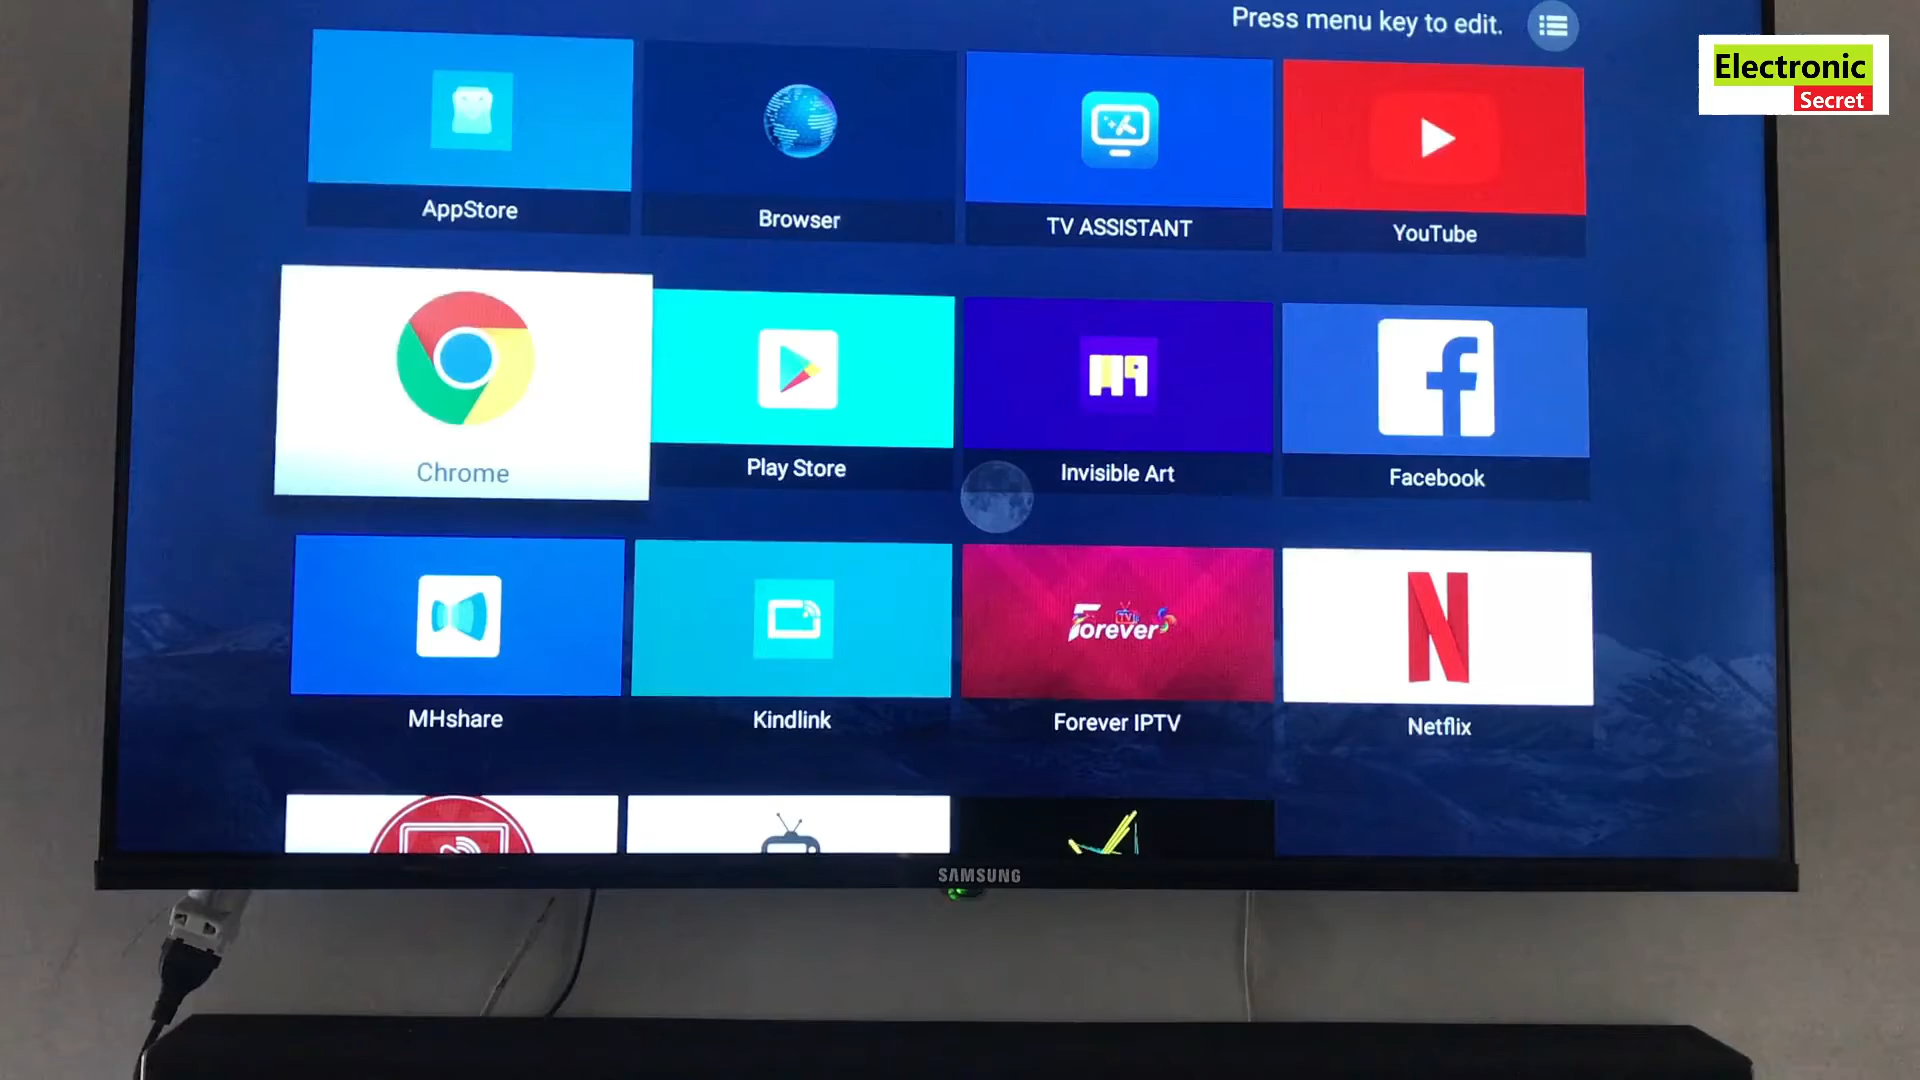 Press menu key to edit.
Electronic
Secret
AppStore
Browser
TV ASSISTANT
YouTube
Chrome
Play Store
Invisible Art
Facebook
Forever TV
N
MHshare
Kindlink
Forever IPTV
Netflix
SAMSUNG